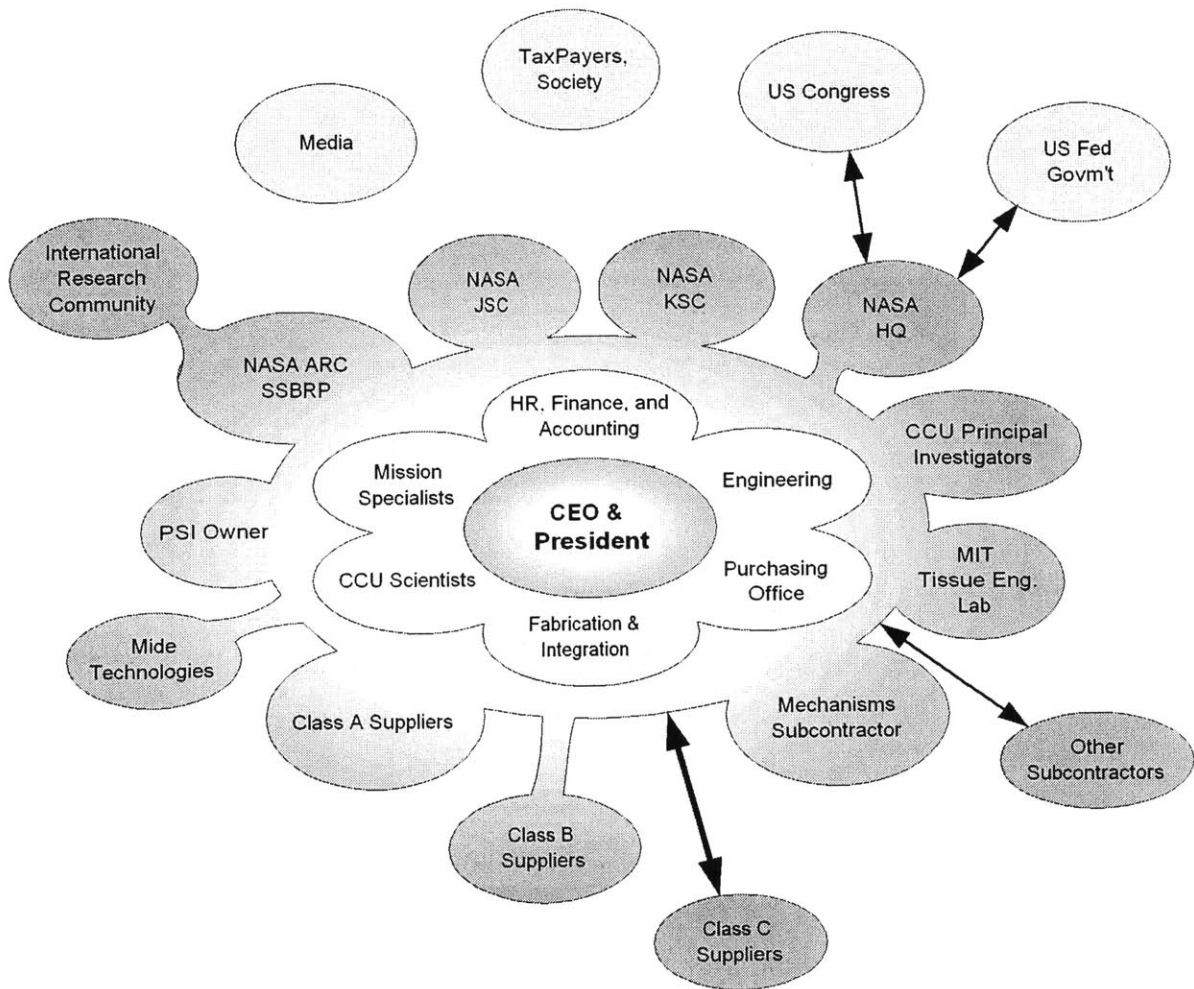 TaxPayers,
Society
US Congress
Media
US Fed
Govm't
International
Research
Community
NASA
JSC
NASA
KSC
NASA
HQ
NASA ARC
SSBRP
HR, Finance, and
Accounting
CCU Principal
Investigators
Mission
Specialists
Engineering
CEO &
President
PSI Owner
MIT
Tissue Eng.
Lab
CCU Scientists
Purchasing
Office
Fabrication &
Integration
Mide
Technologies
Class A Suppliers
Mechanisms
Subcontractor
Other
Subcontractors
Class B
Suppliers
Class C
Suppliers